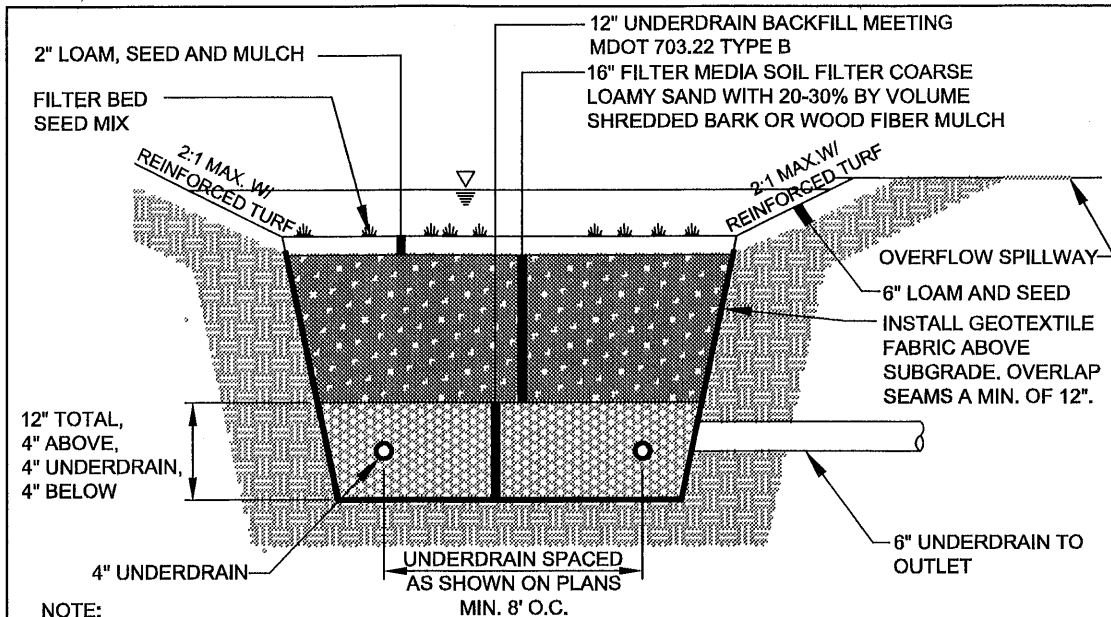 12" UNDERDRAIN BACKFILL MEETING
MDOT 703.22 TYPE B
2" LOAM, SEED AND MULCH
16" FILTER MEDIA SOIL FILTER COARSE
LOAMY SAND WITH 20-30% BY VOLUME
SHREDDED BARK OR WOOD FIBER MULCH
FILTER BED
SEED MIX
2:1 MAX. W/
REINFORCED TURF
2:1 MAX.W/
REINFORCED TURF
OVERFLOW SPILLWAY
6" LOAM AND SEED
INSTALL GEOTEXTILE
FABRIC ABOVE
SUBGRADE. OVERLAP
SEAMS A MIN. OF 12".
12" TOTAL,
4" ABOVE,
4" UNDERDRAIN,
4" BELOW
6" UNDERDRAIN TO
OUTLET
4" UNDERDRAIN
UNDERDRAIN SPACED
AS SHOWN ON PLANS
MIN. 8' O.C.
NOTE: